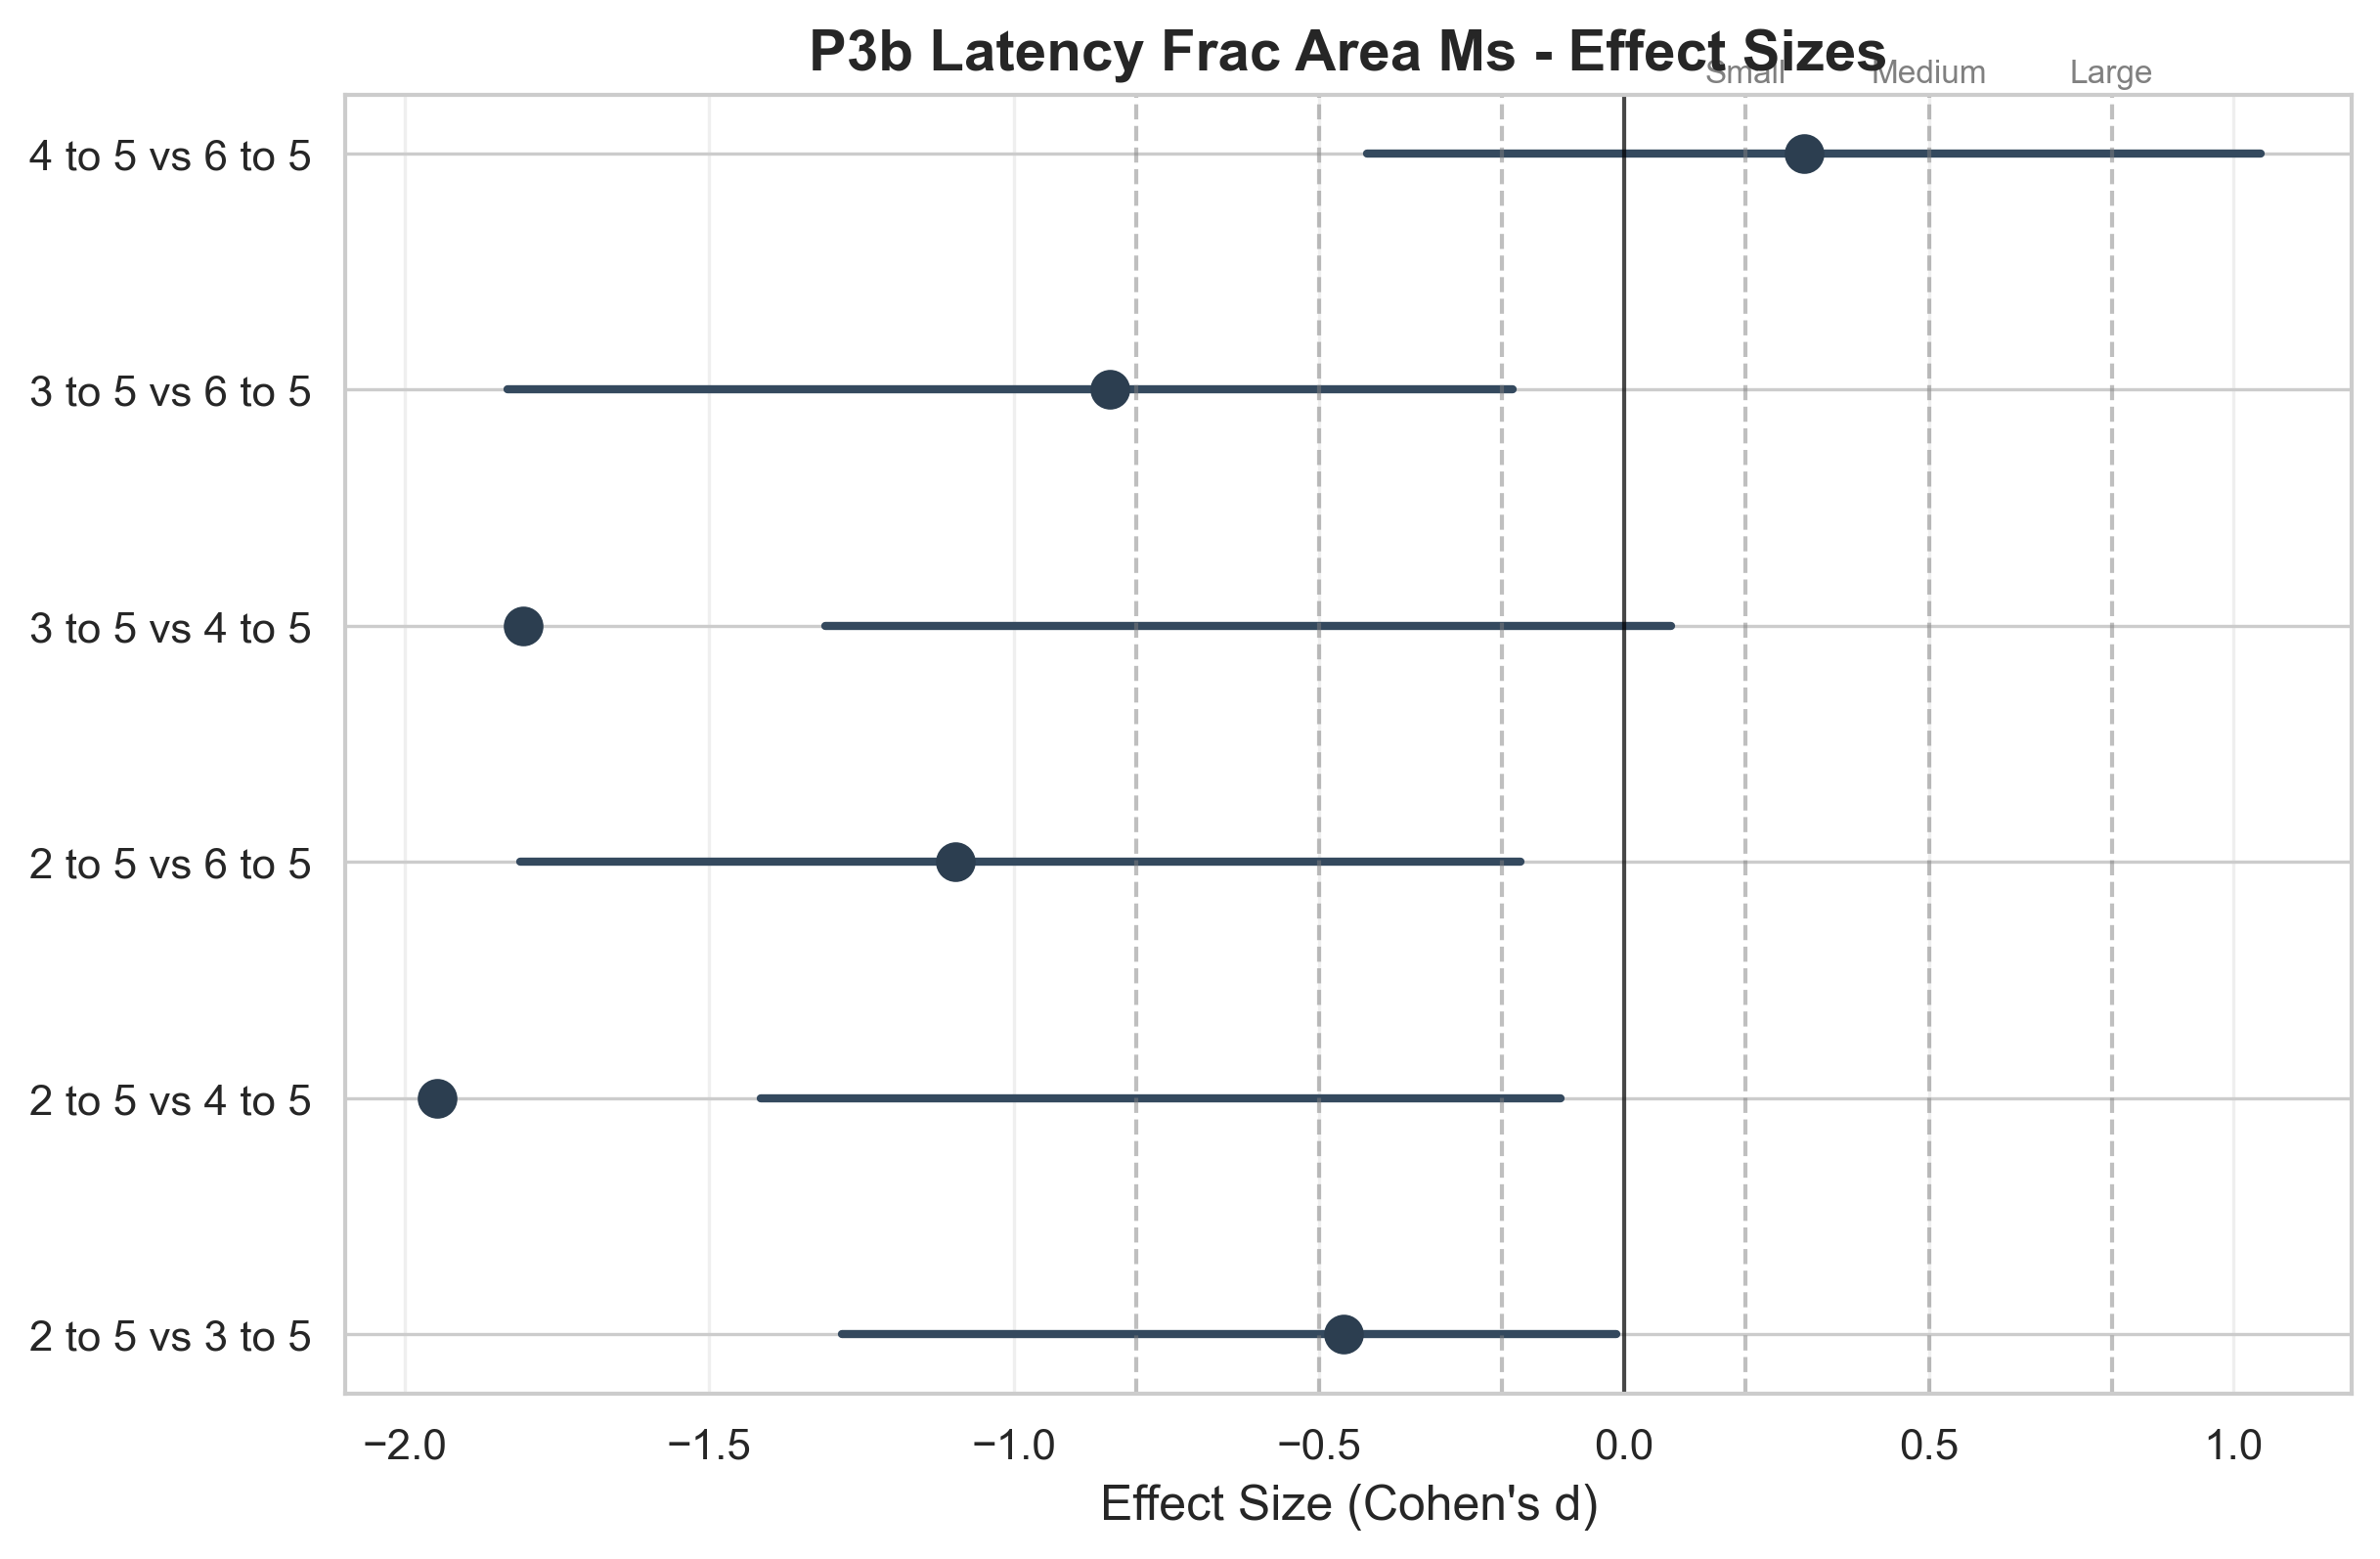 P3b Latency Frac Area Ms - Effect Sizes
Small Medium Large
4 to 5 vs 6 to 5
3 to 5 vs 6 to 5
3 to 5 vs 4 to 5
2 to 5 vs 6 to 5
2 to 5 vs 4 to 5
2 to 5 vs 3 to 5
−2.0 −1.5 −1.0 −0.5 0.0 0.5 1.0
Effect Size (Cohen's d)